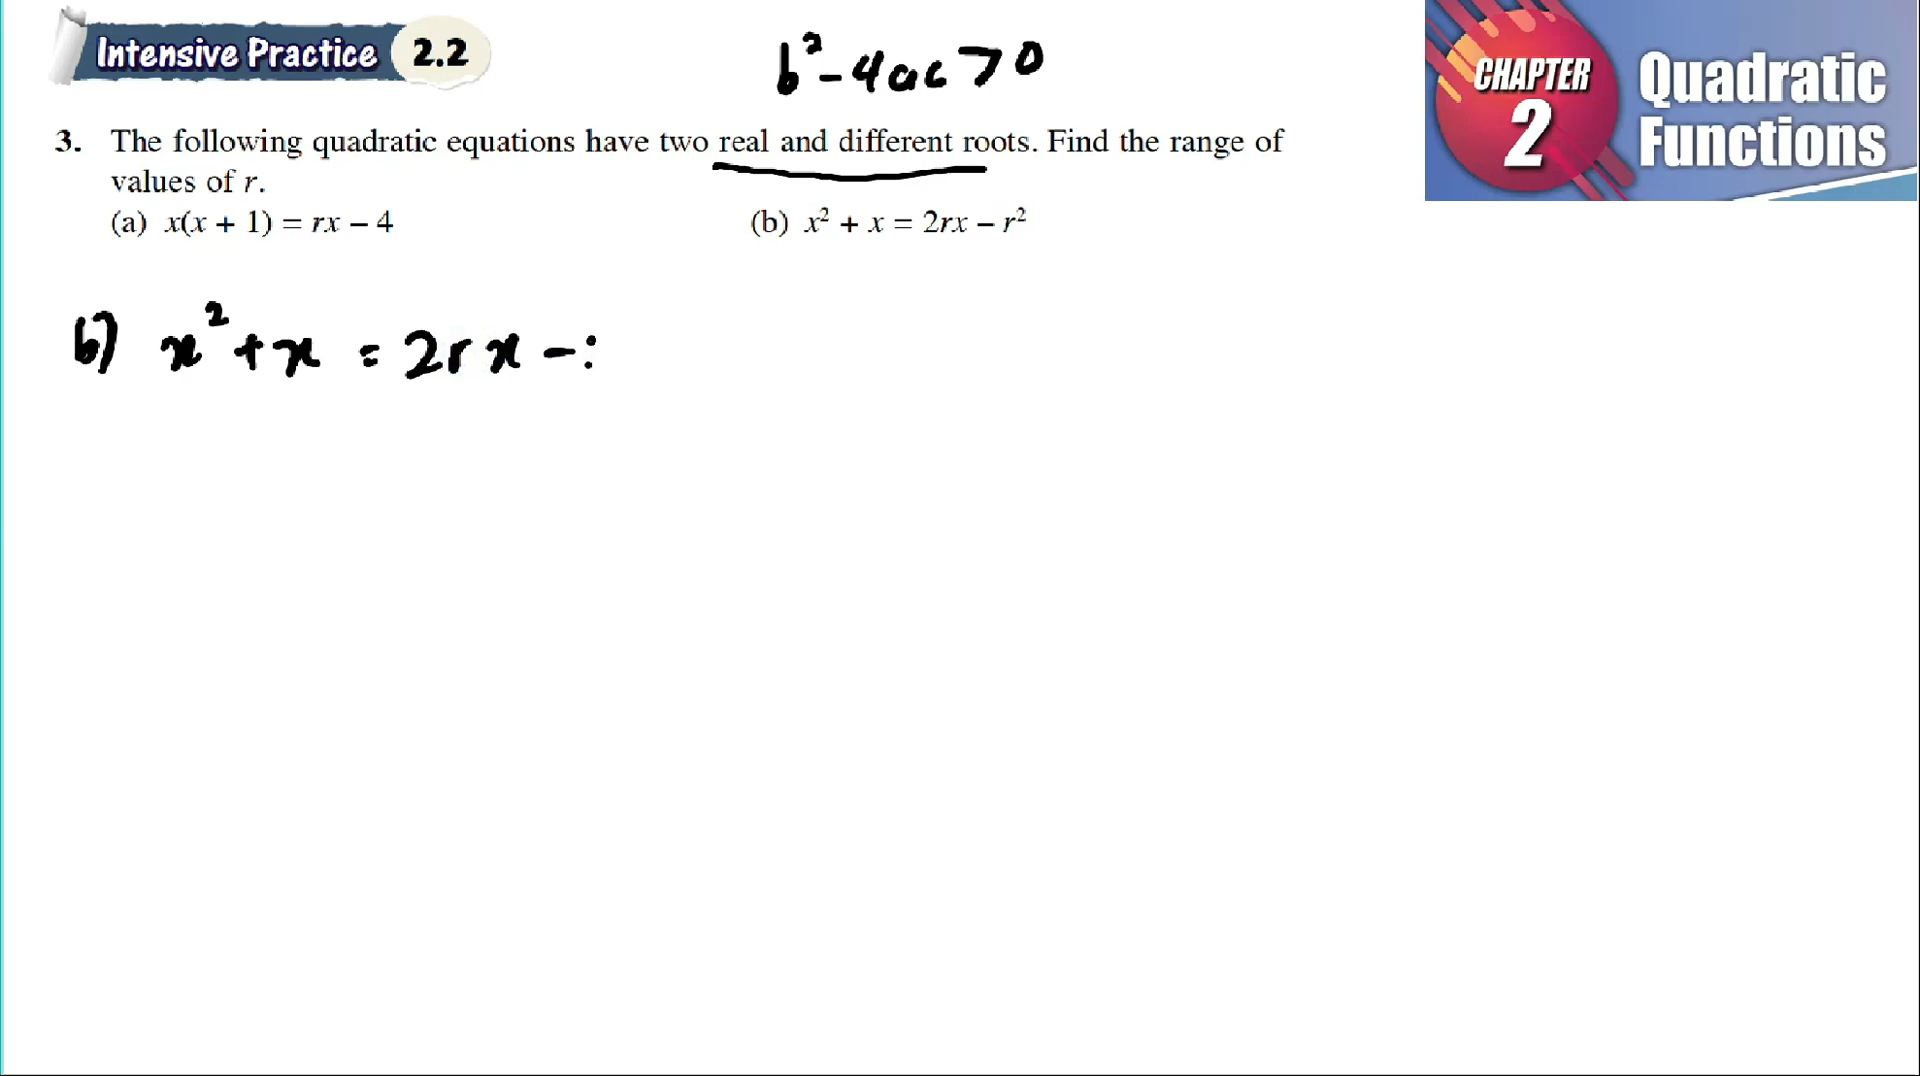 Intensive Practice 2.2
b² - 4ac > 0
CHAPTER 2
Quadratic Functions
3. The following quadratic equations have two real and different roots. Find the range of
values of r.
(a) x(x + 1) = rx – 4 (b) x² + x = 2rx – r²
b) x² + x = 2rx -